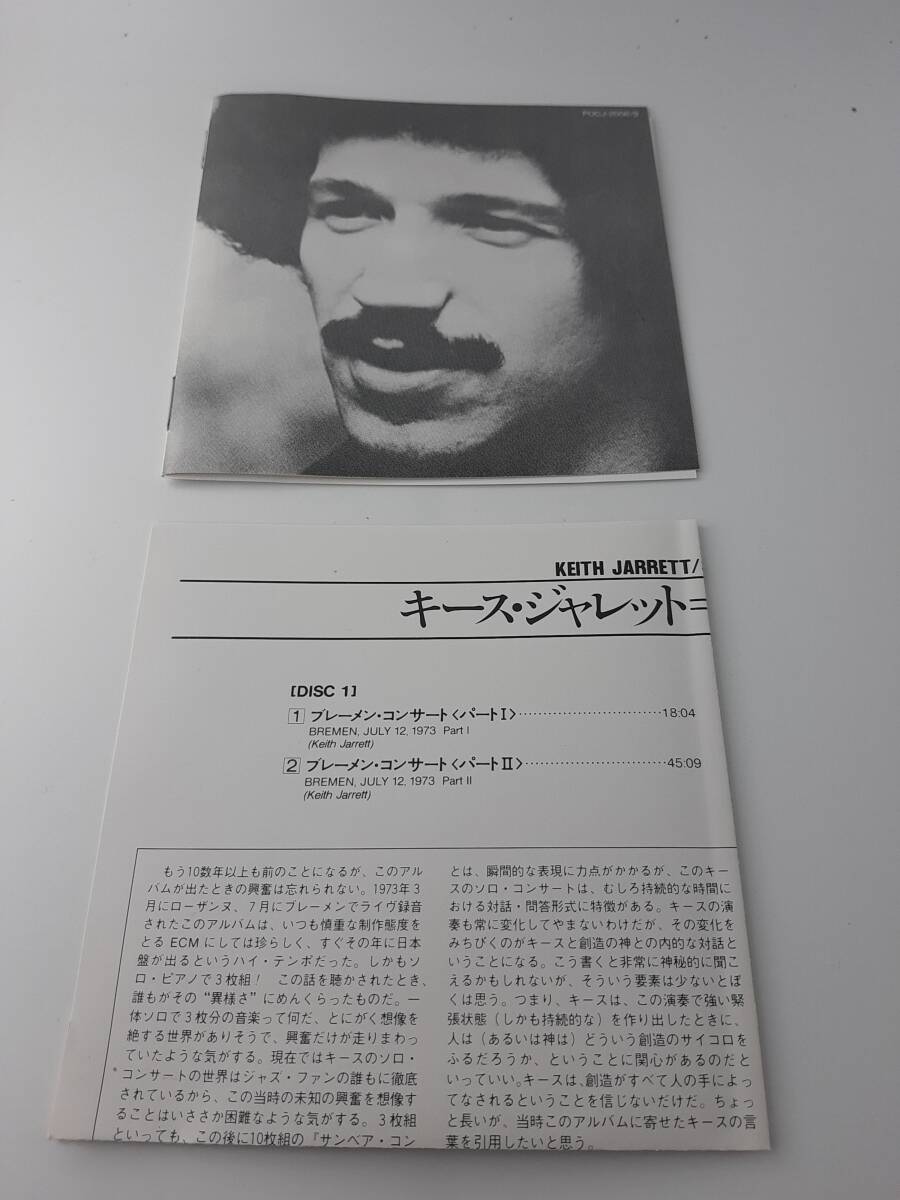 POCJ-2008/9
KEITH JARRETT/
キース・ジャレット=
[DISC 1]
1 ブレーメン・コンサート〈パートⅠ〉…………………………18:04
BREMEN, JULY 12, 1973 Part I
(Keith Jarrett)
2 ブレーメン・コンサート〈パートⅡ〉…………………………45:09
BREMEN, JULY 12, 1973 Part II
(Keith Jarrett)
もう10数年以上も前のことになるが、このアル
バムが出たときの興奮は忘れられない。1973年3
月にローザンヌ、7月にブレーメンでライヴ録音
されたこのアルバムは、いつも慎重な制作態度を
とるECMにしては珍らしく、すぐその年に日本
盤が出るというハイ・テンポだった。しかもソ
ロ・ピアノで3枚組！ この話を聴かされたとき、
誰もがその“異様さ”にめんくらったものだ。一
体ソロで3枚分の音楽って何だ、とにかく想像を
絶する世界がありそうで、興奮だけが走りまわっ
ていたような気がする。現在ではキースのソロ・
コンサートの世界はジャズ・ファンの誰もに徹底
されているから、この当時の未知の興奮を想像す
ることはいささか困難なような気がする。3枚組
といっても、この後に10枚組の『サンベア・コン
とは、瞬間的な表現に力点がかかるが、このキー
スのソロ・コンサートは、むしろ持続的な時間に
おける対話・問答形式に特徴がある。キースの演
奏も常に変化してやまないわけだが、その変化を
みちびくのがキースと創造の神との内的な対話と
いうことになる。こう書くと非常に神秘的に聞こ
えるかもしれないが、そういう要素は少ないとぼ
くは思う。つまり、キースは、この演奏で強い緊
張状態（しかも持続的な）を作り出したときに、
人は（あるいは神は）どういう創造のサイコロを
ふるだろうか、ということに関心があるのだと
いっていい。キースは、創造がすべて人の手によっ
てなされるということを信じないだけだ。ちょっ
と長いが、当時このアルバムに寄せたキースの言
葉を引用したいと思う。